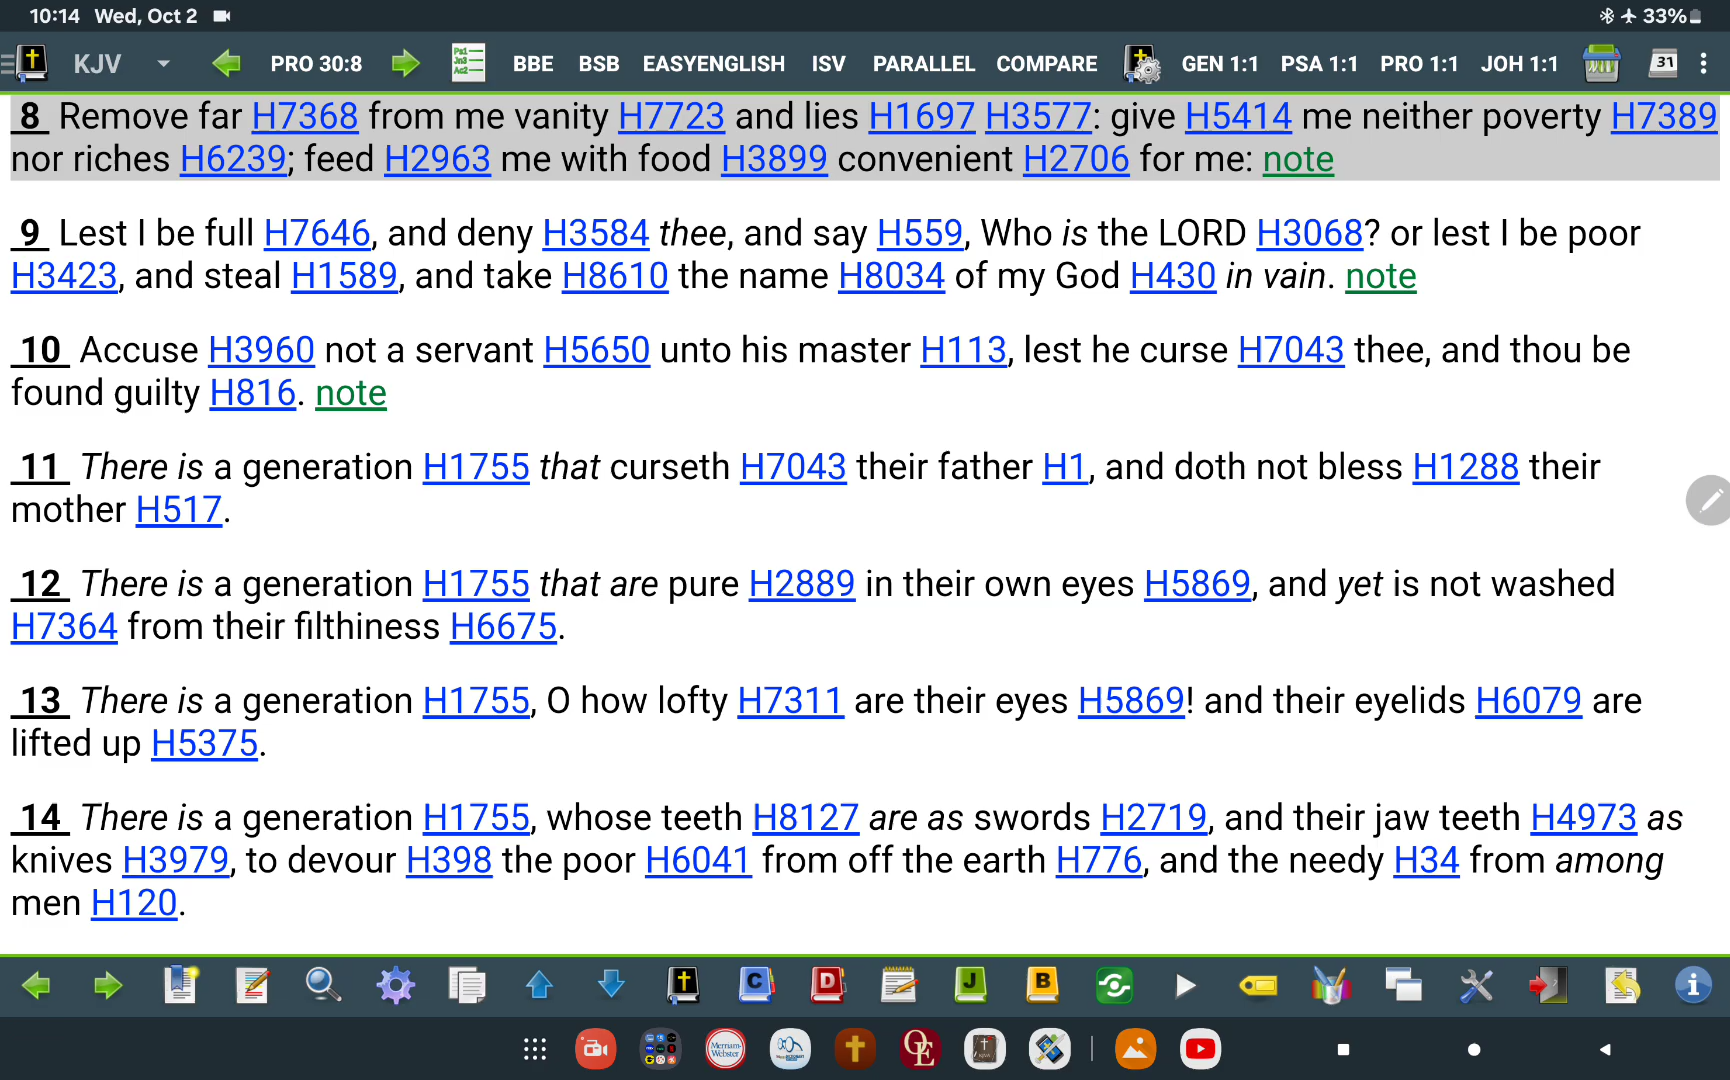 10:14 Wed, Oct 2 33%
KJV PRO 30:8 BBE BSB EASYENGLISH ISV PARALLEL COMPARE GEN 1:1 PSA 1:1 PRO 1:1 JOH 1:1 31
8 Remove far H7368 from me vanity H7723 and lies H1697 H3577: give H5414 me neither poverty H7389
nor riches H6239; feed H2963 me with food H3899 convenient H2706 for me: note
9 Lest I be full H7646, and deny H3584 thee, and say H559, Who is the LORD H3068? or lest I be poor
H3423, and steal H1589, and take H8610 the name H8034 of my God H430 in vain. note
10 Accuse H3960 not a servant H5650 unto his master H113, lest he curse H7043 thee, and thou be
found guilty H816. note
11 There is a generation H1755 that curseth H7043 their father H1, and doth not bless H1288 their
mother H517.
12 There is a generation H1755 that are pure H2889 in their own eyes H5869, and yet is not washed
H7364 from their filthiness H6675.
13 There is a generation H1755, O how lofty H7311 are their eyes H5869! and their eyelids H6079 are
lifted up H5375.
14 There is a generation H1755, whose teeth H8127 are as swords H2719, and their jaw teeth H4973 as
knives H3979, to devour H398 the poor H6041 from off the earth H776, and the needy H34 from among
men H120.
C D J B i
Merriam-
Webster OE